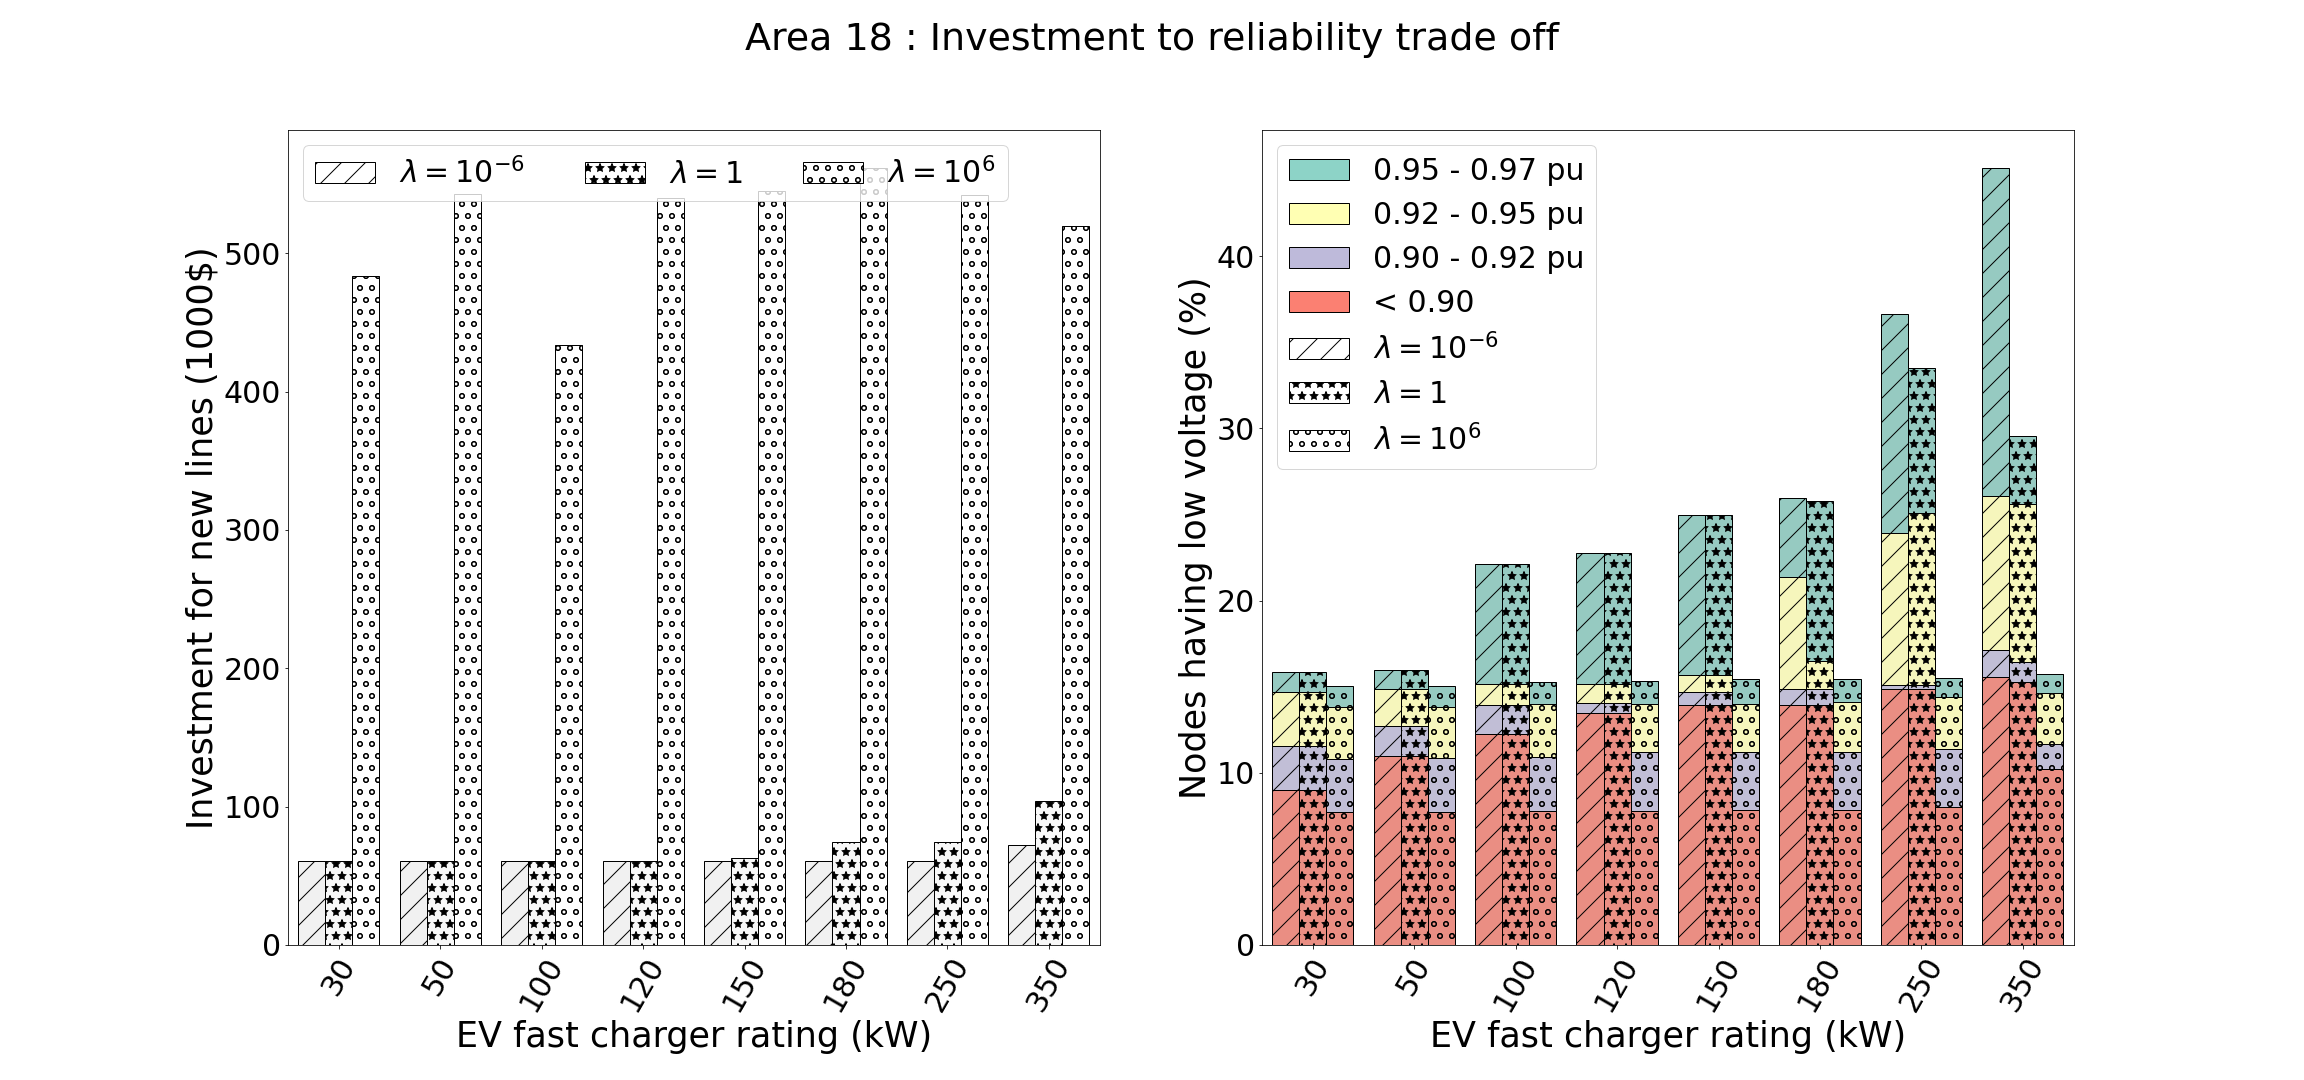 Area 18 : Investment to reliability trade off
λ = 10⁻⁶ λ = 1 λ = 10⁶
Investment for new lines (1000$)
500
400
300
200
100
0
30 50 100 120 150 180 250 350
EV fast charger rating (kW)
0.95 - 0.97 pu
0.92 - 0.95 pu
0.90 - 0.92 pu
< 0.90
λ = 10⁻⁶
λ = 1
λ = 10⁶
Nodes having low voltage (%)
40
30
20
10
0
30 50 100 120 150 180 250 350
EV fast charger rating (kW)